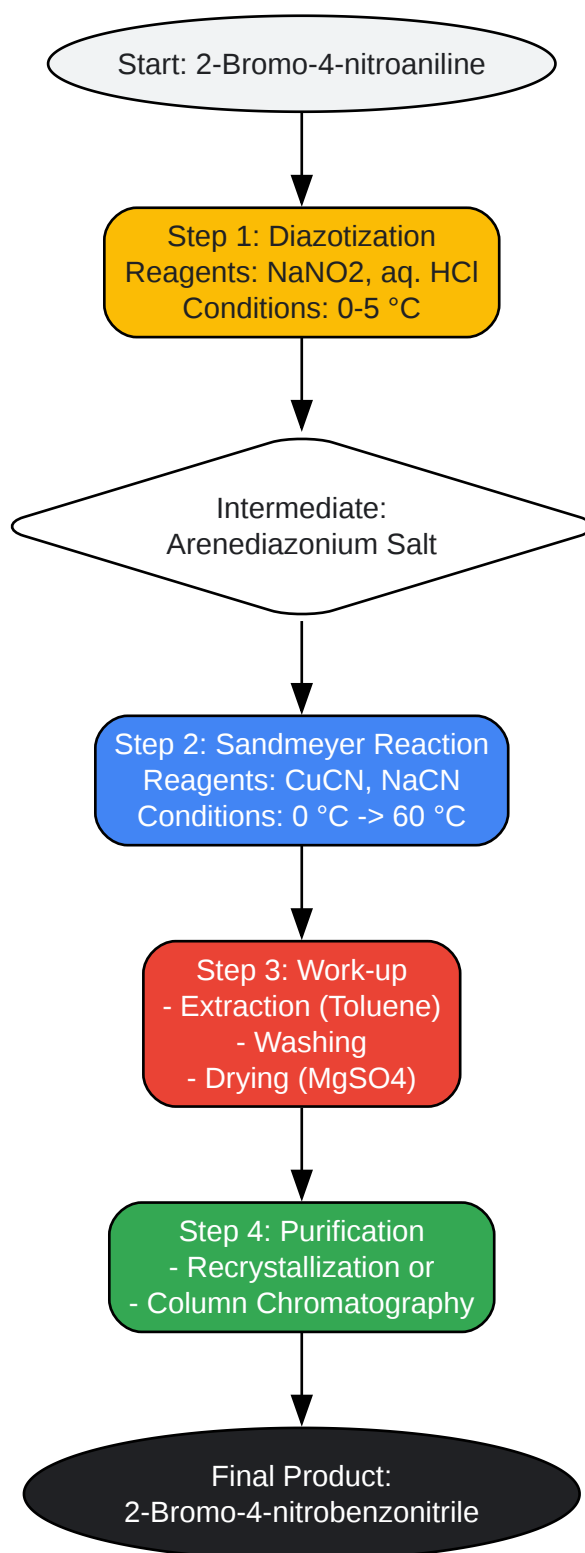 Start: 2-Bromo-4-nitroaniline
Step 1: Diazotization
Reagents: NaNO2, aq. HCl
Conditions: 0-5 °C
Intermediate:
Arenediazonium Salt
Step 2: Sandmeyer Reaction
Reagents: CuCN, NaCN
Conditions: 0 °C -> 60 °C
Step 3: Work-up
- Extraction (Toluene)
- Washing
- Drying (MgSO4)
Step 4: Purification
- Recrystallization or
- Column Chromatography
Final Product:
2-Bromo-4-nitrobenzonitrile